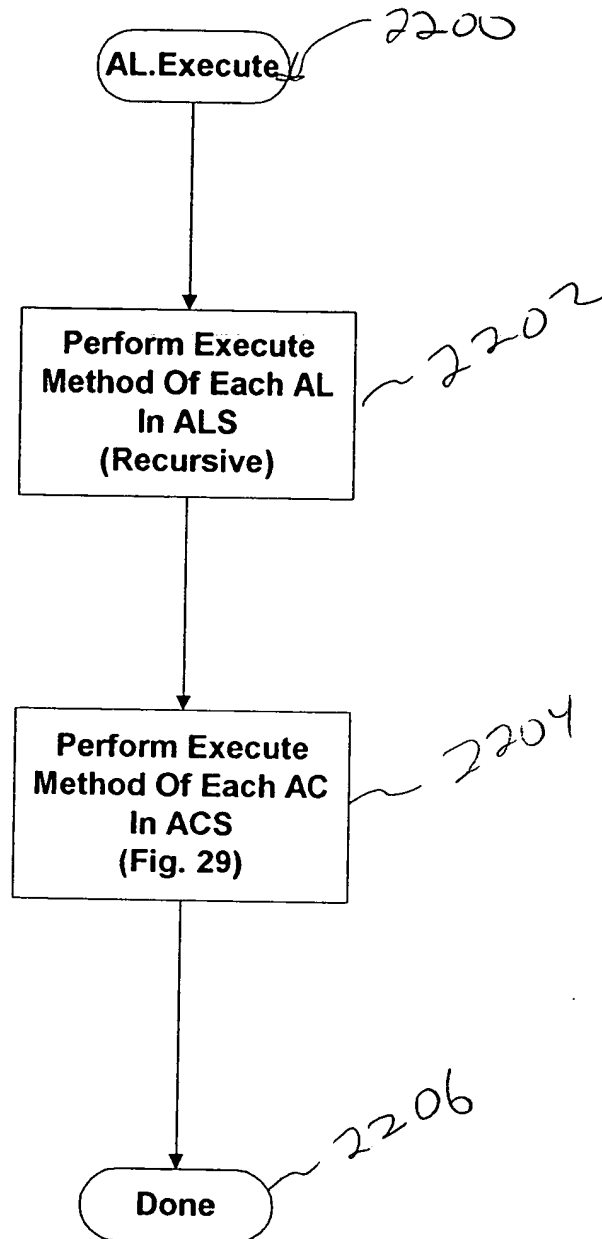 2200
AL.Execute
2202
Perform Execute
Method Of Each AL
In ALS
(Recursive)
2204
Perform Execute
Method Of Each AC
In ACS
(Fig. 29)
2206
Done